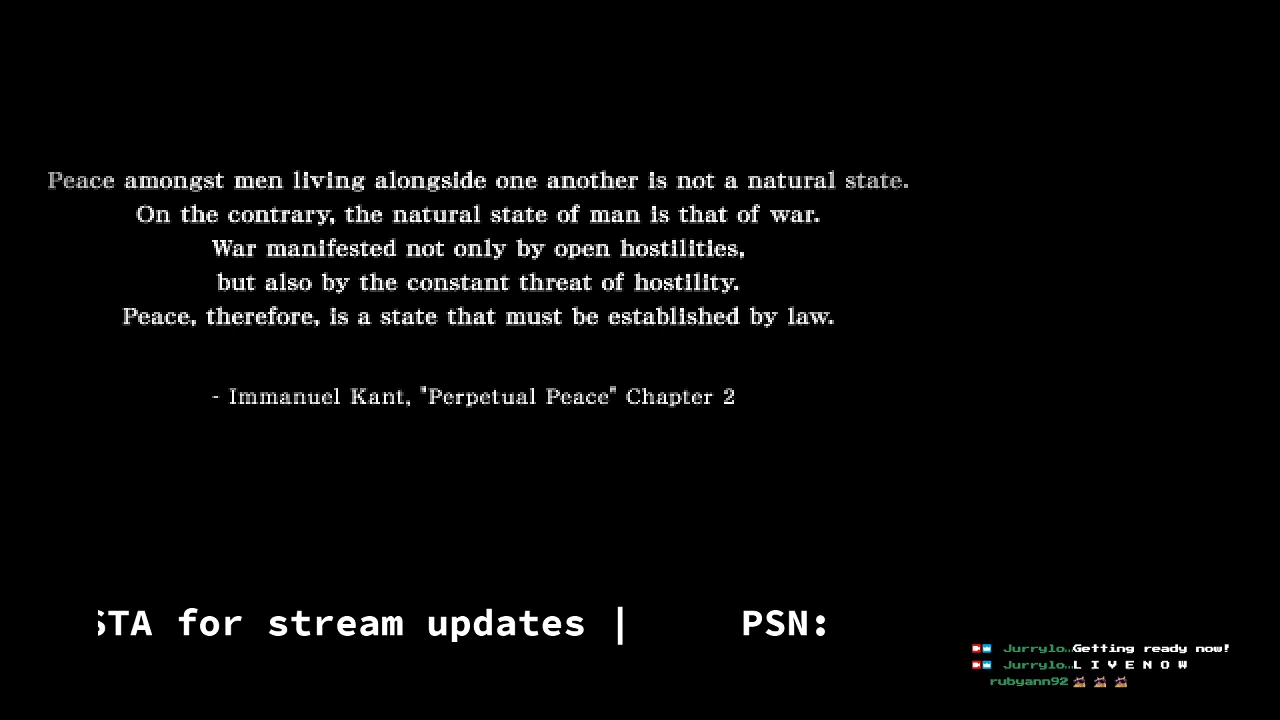 Peace amongst men living alongside one another is not a natural state.
On the contrary, the natural state of man is that of war.
War manifested not only by open hostilities,
but also by the constant threat of hostility.
Peace, therefore, is a state that must be established by law.
- Immanuel Kant, "Perpetual Peace" Chapter 2
STA for stream updates | PSN:
Jurrylo.. Getting ready now!
Jurrylo.. L I V E N O W
rubyann92